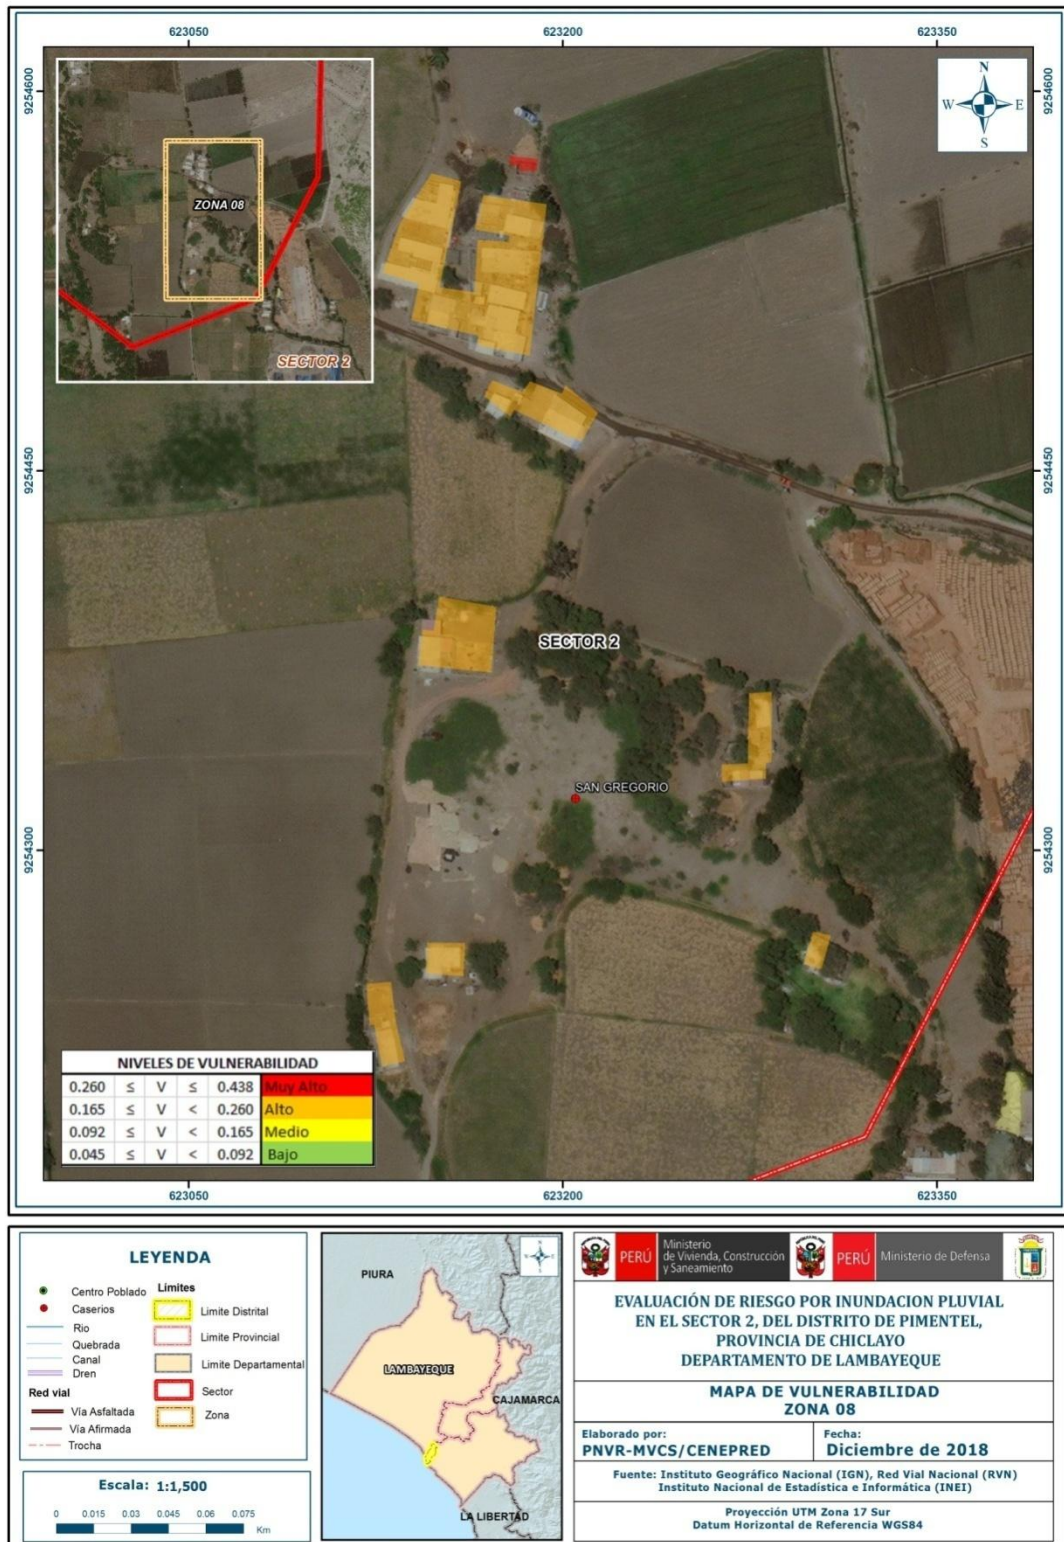 623050
623200
623350
9254600
9254600
N
W
E
S
ZONA 08
SECTOR 2
9254450
9254450
SECTOR 2
SAN GREGORIO
9254300
9254300
NIVELES DE VULNERABILIDAD
0.260 ≤ V ≤ 0.438 Muy Alto
0.165 ≤ V < 0.260 Alto
0.092 ≤ V < 0.165 Medio
0.045 ≤ V < 0.092 Bajo
623050
623200
623350
LEYENDA
Centro Poblado
Caserios
Rio
Quebrada
Canal
Dren
Red vial
Vía Asfaltada
Vía Afirmada
Trocha
Límites
Limite Distrital
Limite Provincial
Limite Departamental
Sector
Zona
Escala: 1:1,500
0 0.015 0.03 0.045 0.06 0.075
Km
PIURA
LAMBAYEQUE
CAJAMARCA
LA LIBERTAD
PERÚ
Ministerio
de Vivienda, Construcción
y Saneamiento
PERÚ
Ministerio de Defensa
EVALUACIÓN DE RIESGO POR INUNDACION PLUVIAL
EN EL SECTOR 2, DEL DISTRITO DE PIMENTEL,
PROVINCIA DE CHICLAYO
DEPARTAMENTO DE LAMBAYEQUE
MAPA DE VULNERABILIDAD
ZONA 08
Elaborado por:
PNVR-MVCS/CENEPRED
Fecha:
Diciembre de 2018
Fuente: Instituto Geográfico Nacional (IGN), Red Vial Nacional (RVN)
Instituto Nacional de Estadística e Informática (INEI)
Proyección UTM Zona 17 Sur
Datum Horizontal de Referencia WGS84